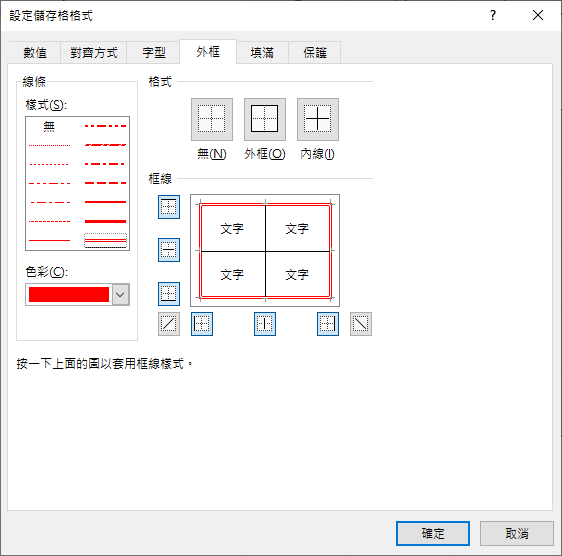 設定儲存格格式
?
數值 對齊方式 字型 外框 填滿 保護
線條
樣式(S):
無
色彩(C):
格式
無(N) 外框(O) 內線(I)
框線
文字 文字
文字 文字
按一下上面的圖以套用框線樣式。
確定 取消